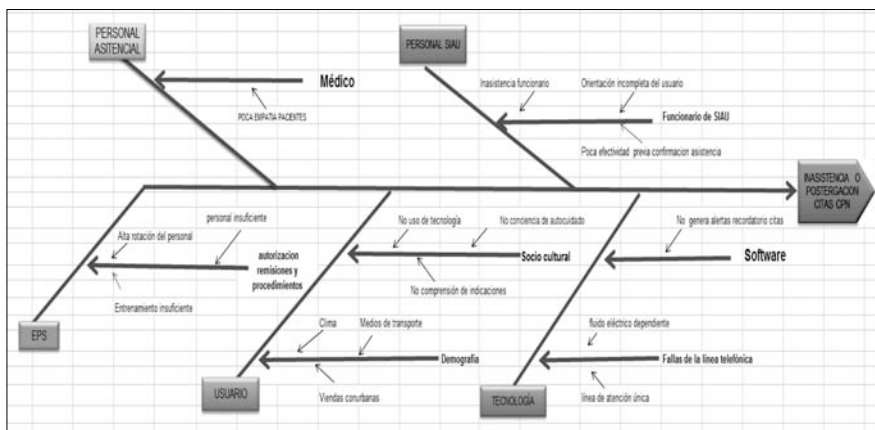 PERSONAL
ASITENCIAL
PERSONAL SIAU
Médico
POCA EMPATIA PACIENTES
Inasistencia funcionario
Orientación incompleta del usuario
Funcionario de SIAU
Poca efectividad previa confirmacion asistencia
INASISTENCIA O
POSTERGACION
CITAS CPN
personal insuficiente
Alta rotación del personal
autorizacion
remisiones y
procedimientos
Entrenamiento insuficiente
EPS
No uso de tecnología
No conciencia de autocuidado
Socio cultural
No comprensión de indicaciones
Clima
Medios de transporte
Demografía
Viendas conurbanas
USUARIO
No genera alertas recordatorio citas
Software
fluido eléctrico dependiente
Fallas de la línea telefónica
línea de atención única
TECNOLOGÍA